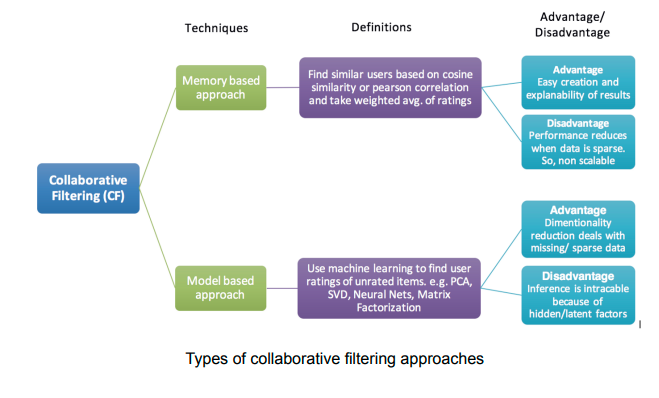 Techniques
Definitions
Advantage/
Disadvantage
Collaborative
Filtering (CF)
Memory based
approach
Find similar users based on cosine
similarity or pearson correlation
and take weighted avg. of ratings
Advantage
Easy creation and
explanability of results
Disadvantage
Performance reduces
when data is sparse.
So, non scalable
Model based
approach
Use machine learning to find user
ratings of unrated items. e.g. PCA,
SVD, Neural Nets, Matrix
Factorization
Advantage
Dimentionality
reduction deals with
missing/ sparse data
Disadvantage
Inference is intracable
because of
hidden/latent factors
Types of collaborative filtering approaches